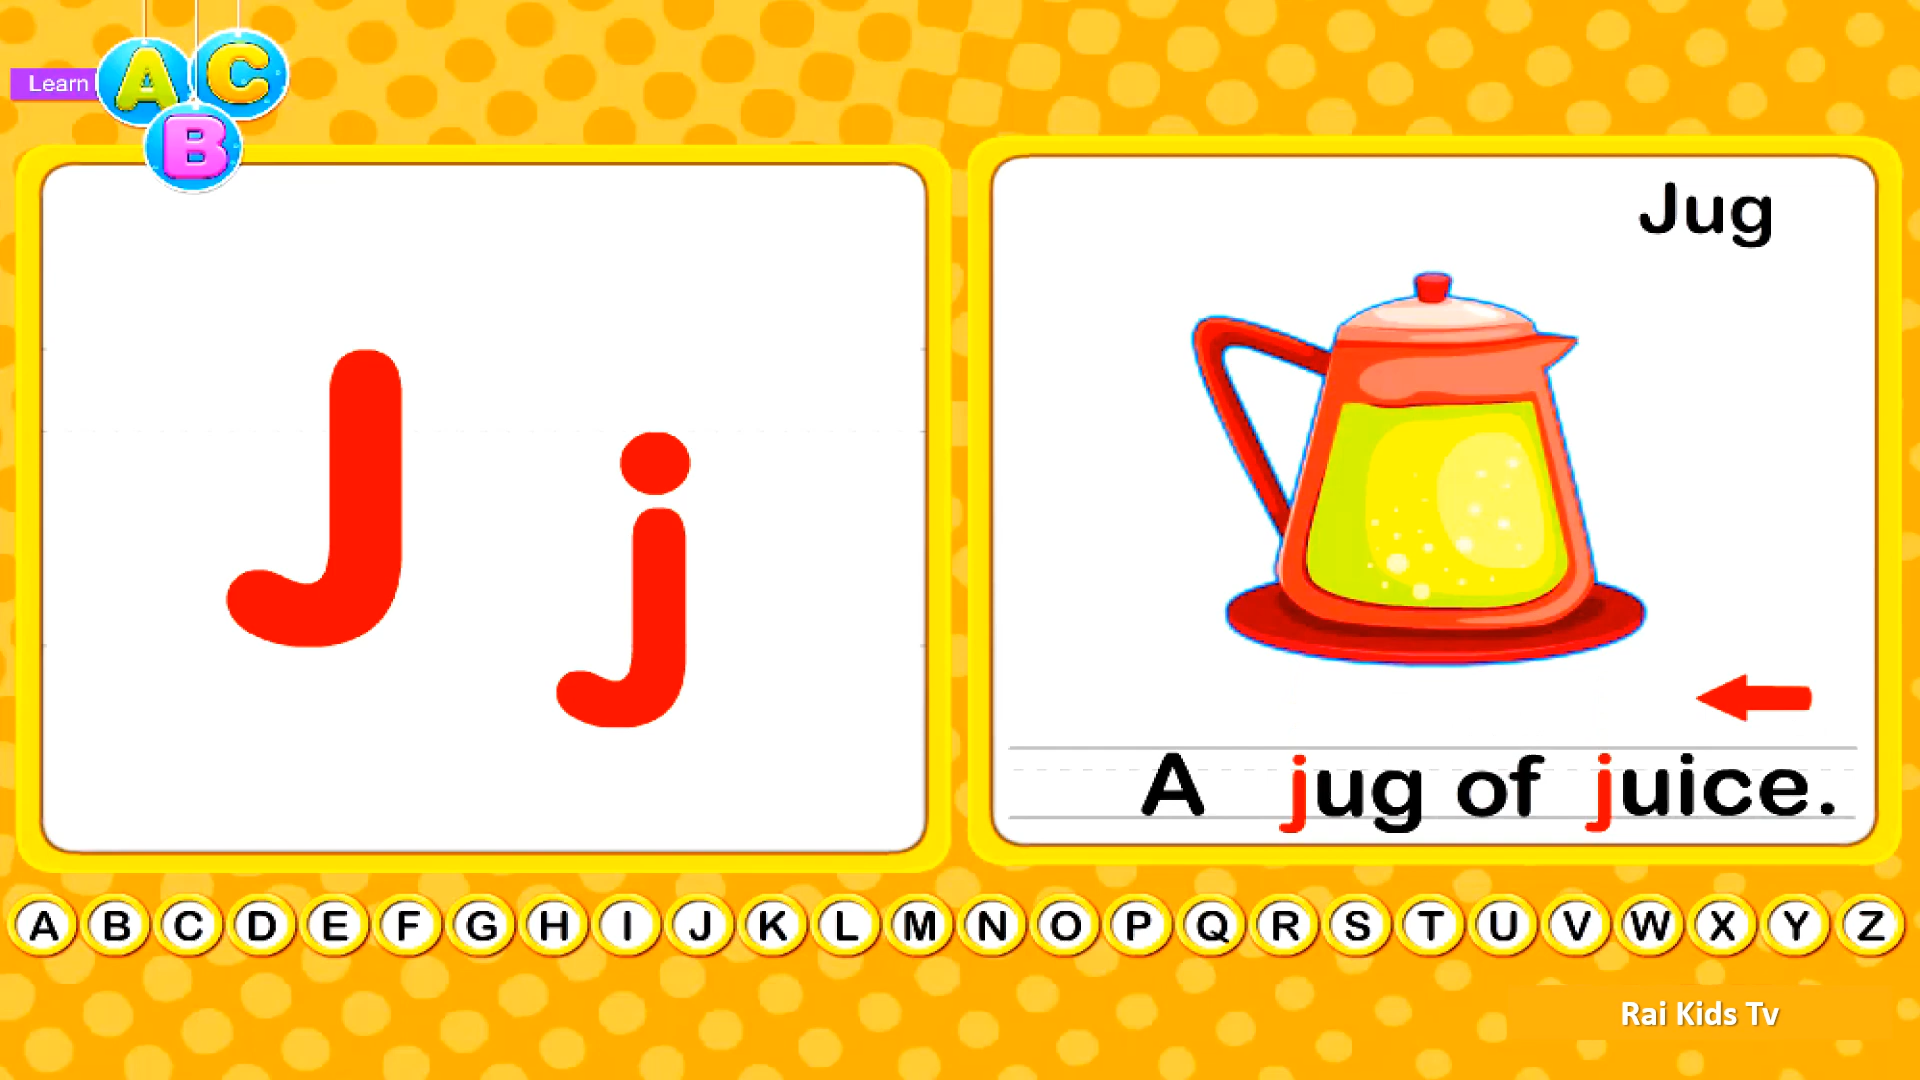 Learn
A C
B
J j
Jug
A jug of juice.
A B C D E F G H I J K L M N O P Q R S T U V W X Y Z
Rai Kids Tv